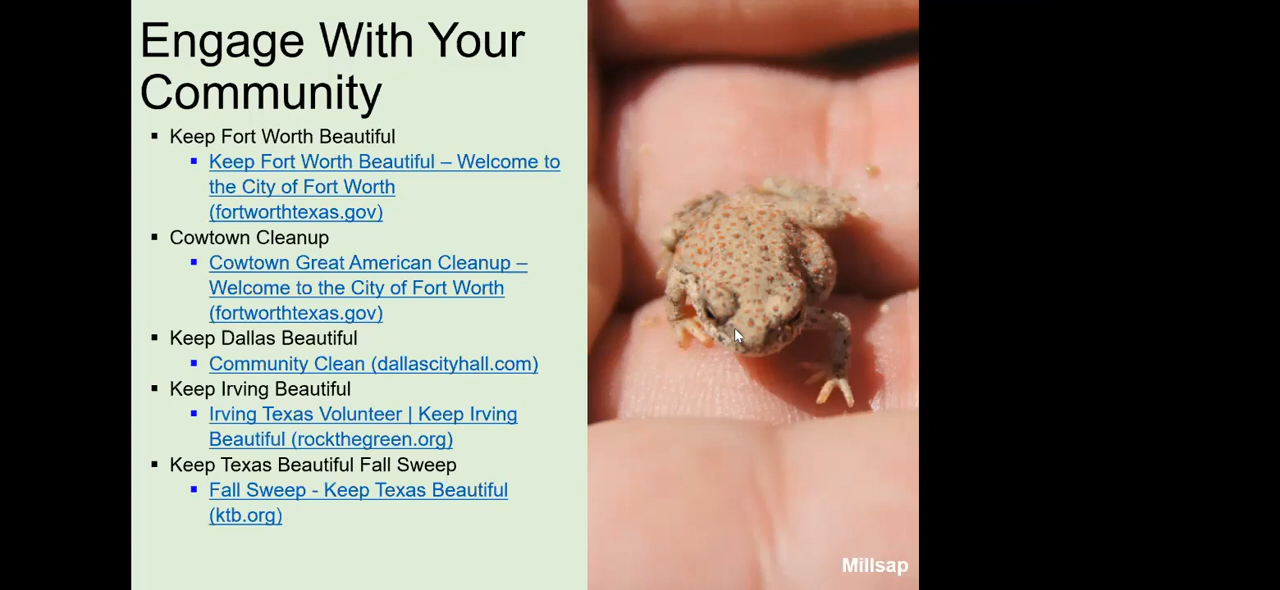 Engage With Your
Community
Keep Fort Worth Beautiful
Keep Fort Worth Beautiful – Welcome to
the City of Fort Worth
(fortworthtexas.gov)
Cowtown Cleanup
Cowtown Great American Cleanup –
Welcome to the City of Fort Worth
(fortworthtexas.gov)
Keep Dallas Beautiful
Community Clean (dallascityhall.com)
Keep Irving Beautiful
Irving Texas Volunteer | Keep Irving
Beautiful (rockthegreen.org)
Keep Texas Beautiful Fall Sweep
Fall Sweep - Keep Texas Beautiful
(ktb.org)
Millsap